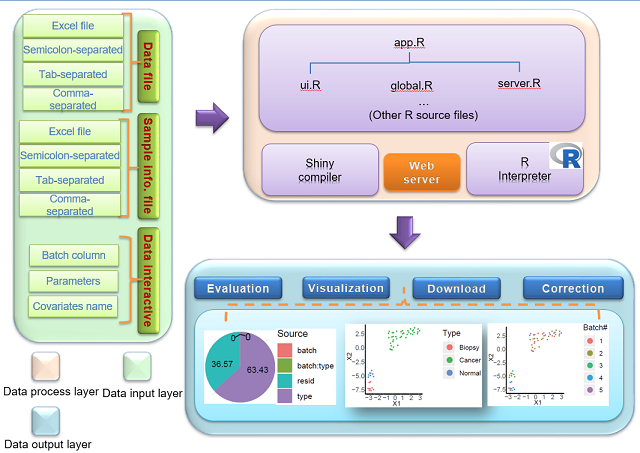 Excel file
Semicolon-separated
Tab-separated
Comma-
separated
Data file
Excel file
Semicolon-separated
Tab-separated
Comma-
separated
Sample info. file
Batch column
Parameters
Covariates name
Data interactive
app.R
ui.R
global.R
server.R
...
(Other R source files)
Shiny
compiler
Web
server
R
Interpreter
R
Evaluation
Visualization
Download
Correction
0
0
36.57
63.43
Source
batch
batch:type
resid
type
X2
2.5
0.0
-2.5
-5.0
-7.5
-3 -2 -1 0 1 2 3
X1
Type
Biopsy
Cancer
Normal
X2
2.5
0.0
-2.5
-5.0
-7.5
-3 -2 -1 0 1 2 3
X1
Batch#
1
2
3
4
5
Data process layer
Data input layer
Data output layer